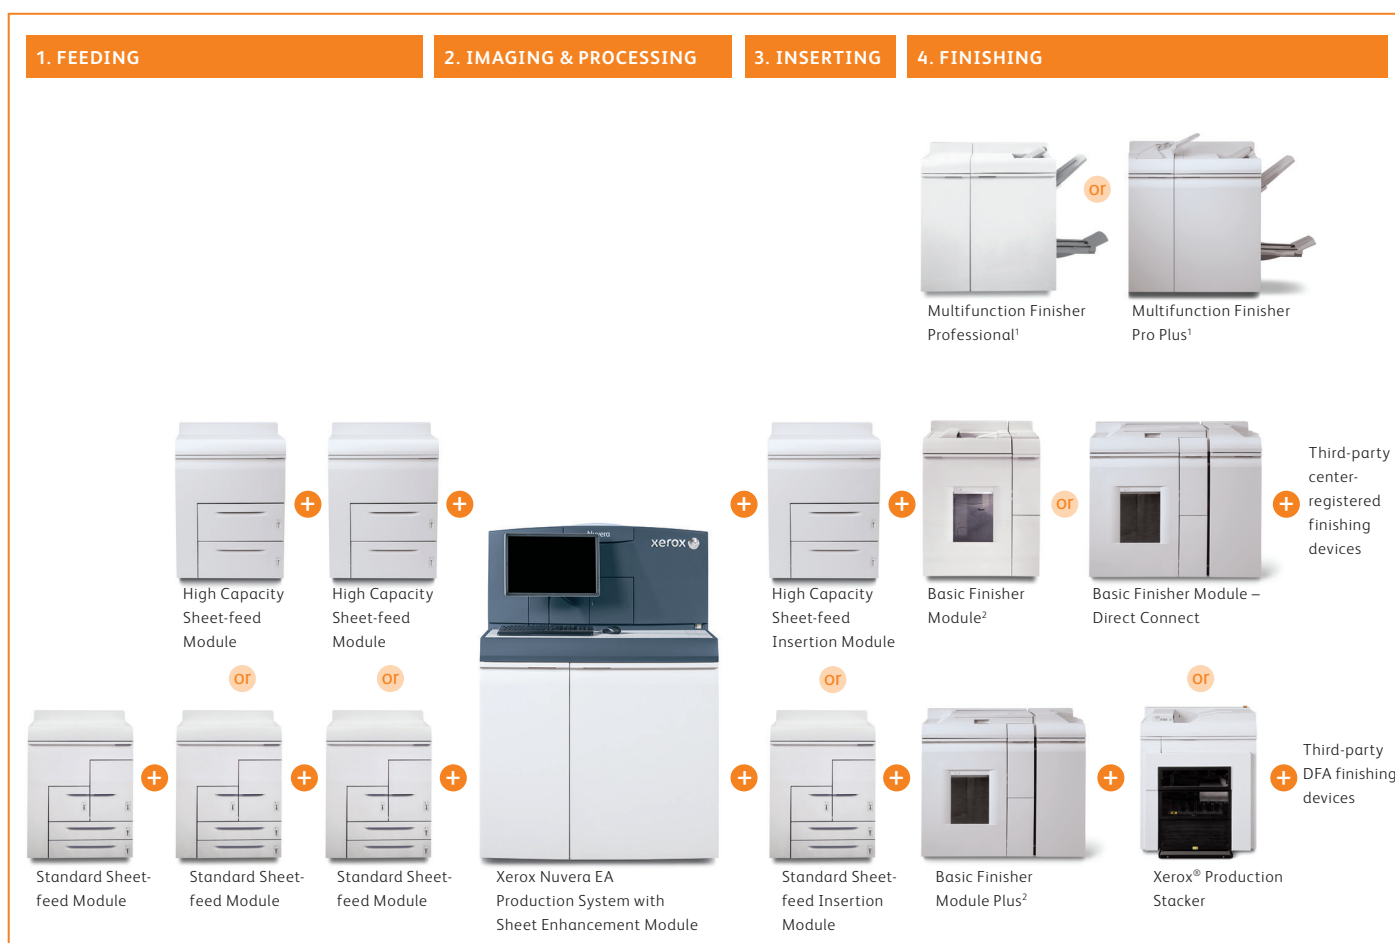 1. FEEDING
2. IMAGING & PROCESSING
3. INSERTING
4. FINISHING
or
Multifunction Finisher
Professional¹
Multifunction Finisher
Pro Plus¹
+
+
+
+
or
+
Third-party
center-
registered
finishing
devices
Nuvera
xerox
High Capacity
Sheet-feed
Module
High Capacity
Sheet-feed
Module
High Capacity
Sheet-feed
Insertion Module
Basic Finisher
Module²
Basic Finisher Module –
Direct Connect
or
or
or
or
+
+
+
+
+
+
+
Third-party
DFA finishing
devices
Standard Sheet-
feed Module
Standard Sheet-
feed Module
Standard Sheet-
feed Module
Xerox Nuvera EA
Production System with
Sheet Enhancement Module
Standard Sheet-
feed Insertion
Module
Basic Finisher
Module Plus²
Xerox® Production
Stacker